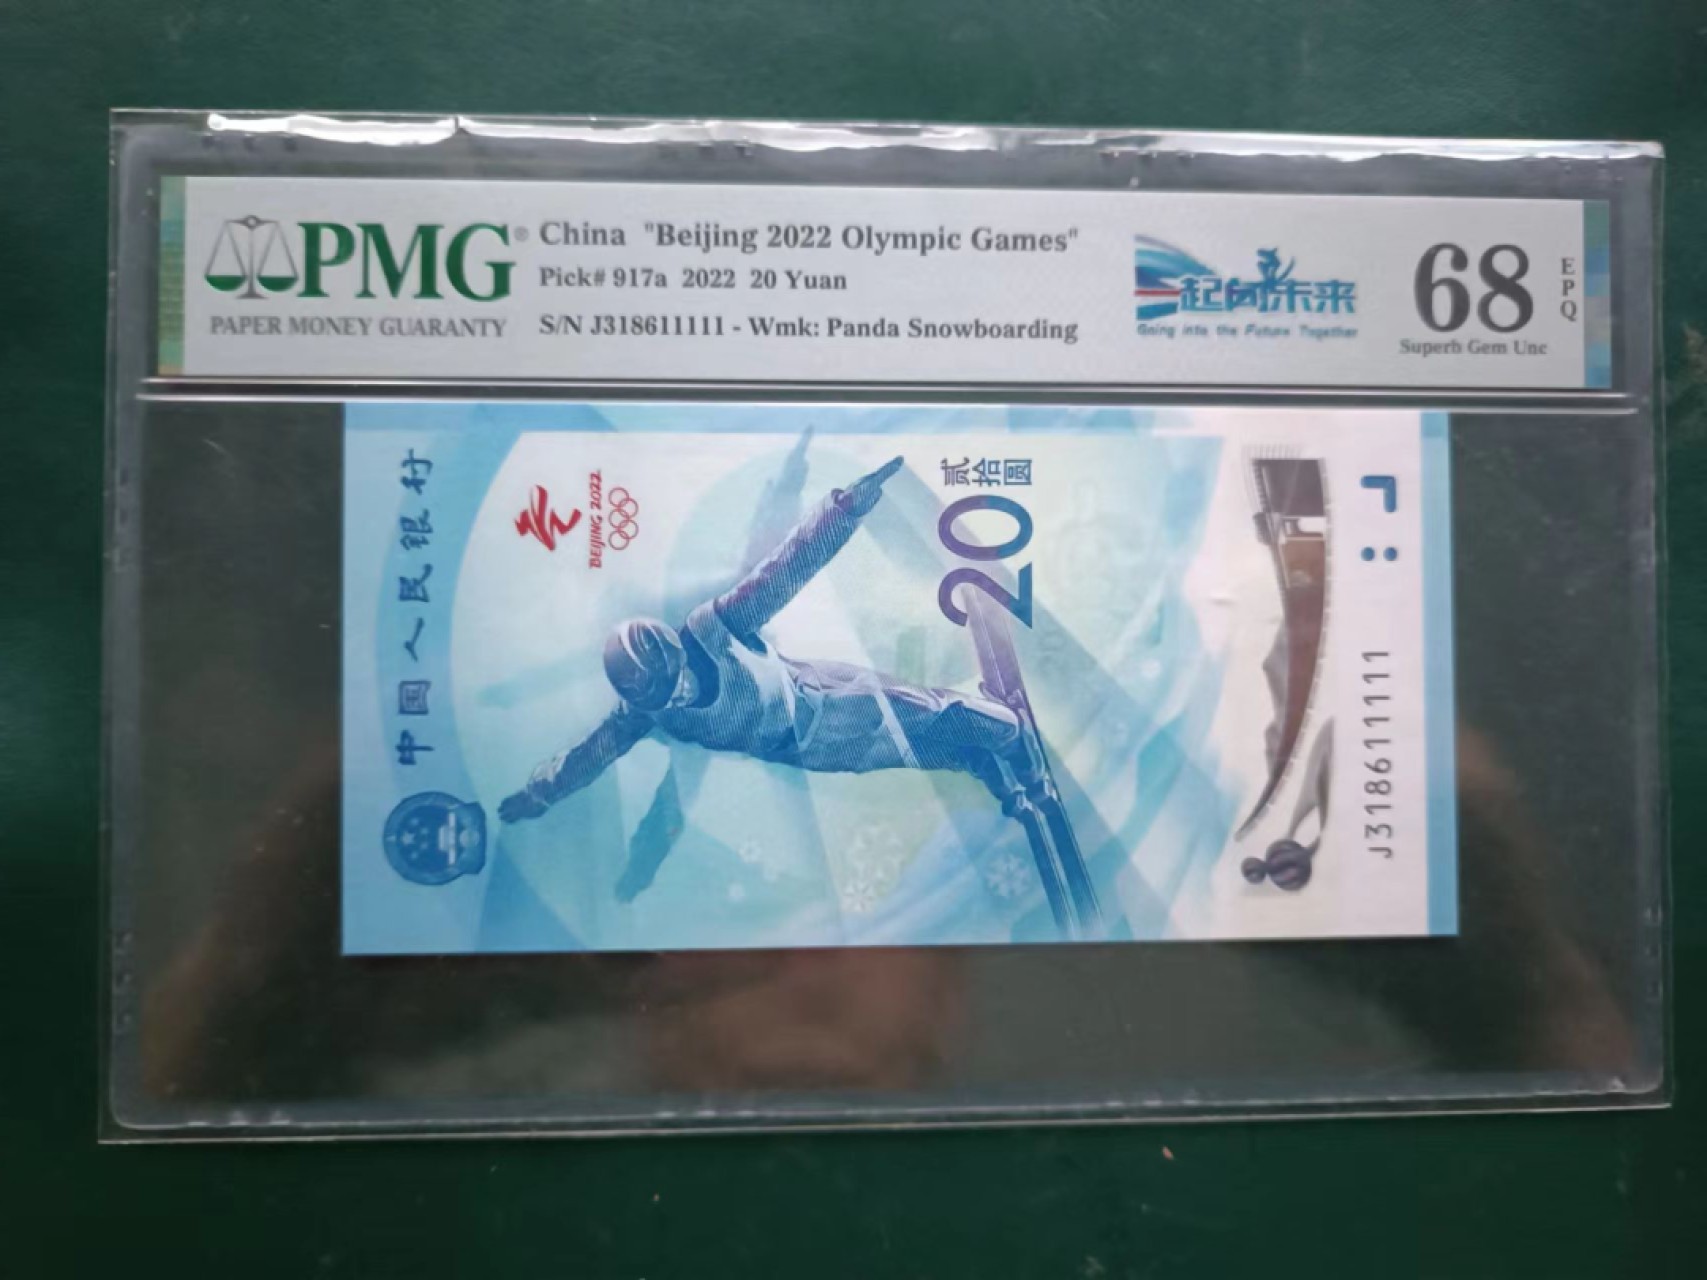 PMG®
PAPER MONEY GUARANTY
China "Beijing 2022 Olympic Games"
Pick# 917a 2022 20 Yuan
S/N J318611111 - Wmk: Panda Snowboarding
一起向未来
Going into the Future Together
68
EPQ
Superb Gem Unc
中国人民银行
BEIJING 2022
20
贰拾圆
J318611111